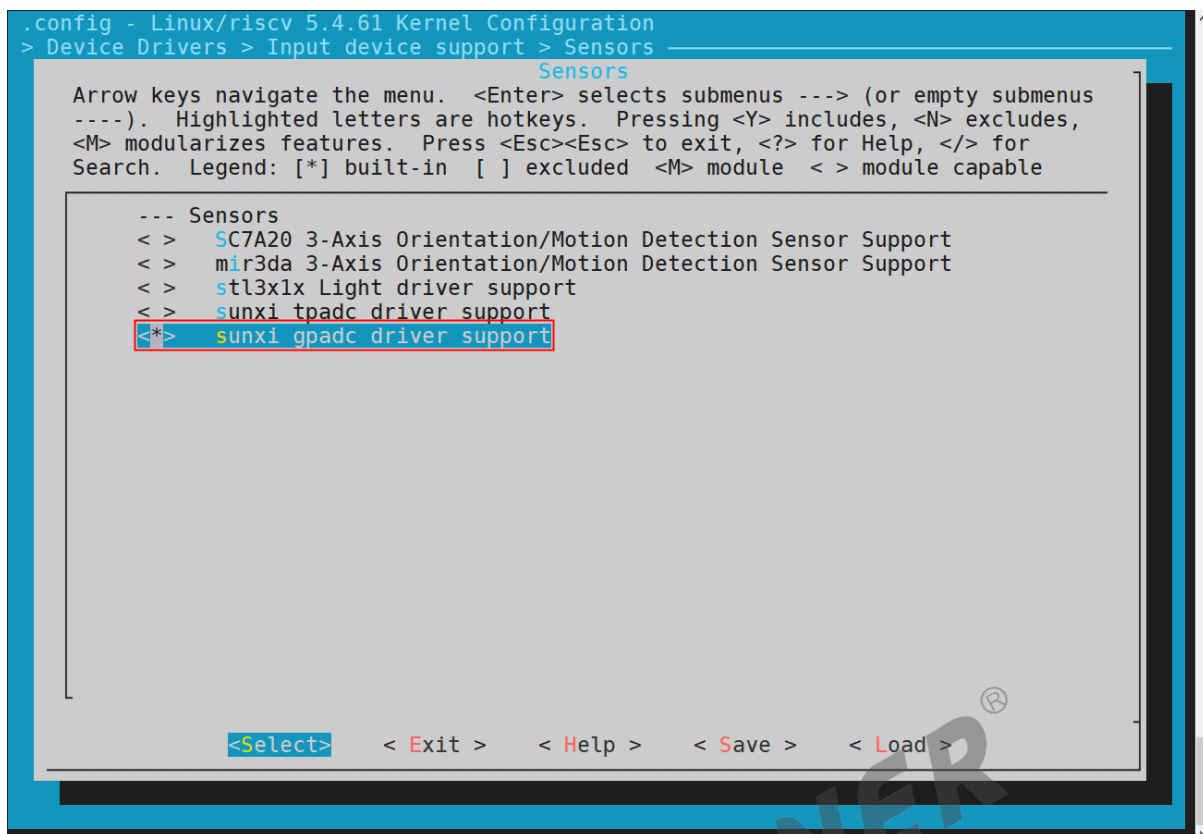 .config - Linux/riscv 5.4.61 Kernel Configuration
> Device Drivers > Input device support > Sensors
Sensors
Arrow keys navigate the menu.  <Enter> selects submenus ---> (or empty submenus
----).  Highlighted letters are hotkeys.  Pressing <Y> includes, <N> excludes,
<M> modularizes features.  Press <Esc><Esc> to exit, <?> for Help, </> for
Search.  Legend: [*] built-in  [ ] excluded  <M> module  < > module capable
--- Sensors
< >   SC7A20 3-Axis Orientation/Motion Detection Sensor Support
< >   mir3da 3-Axis Orientation/Motion Detection Sensor Support
< >   stl3x1x Light driver support
< >   sunxi tpadc driver support
<*>   sunxi gpadc driver support
<Select>    < Exit >    < Help >    < Save >    < Load >
®